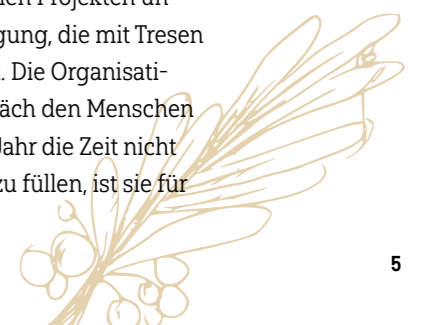 en Projekten an
gung, die mit Tresen
. Die Organisati-
äch den Menschen
Jahr die Zeit nicht
zu füllen, ist sie für
5